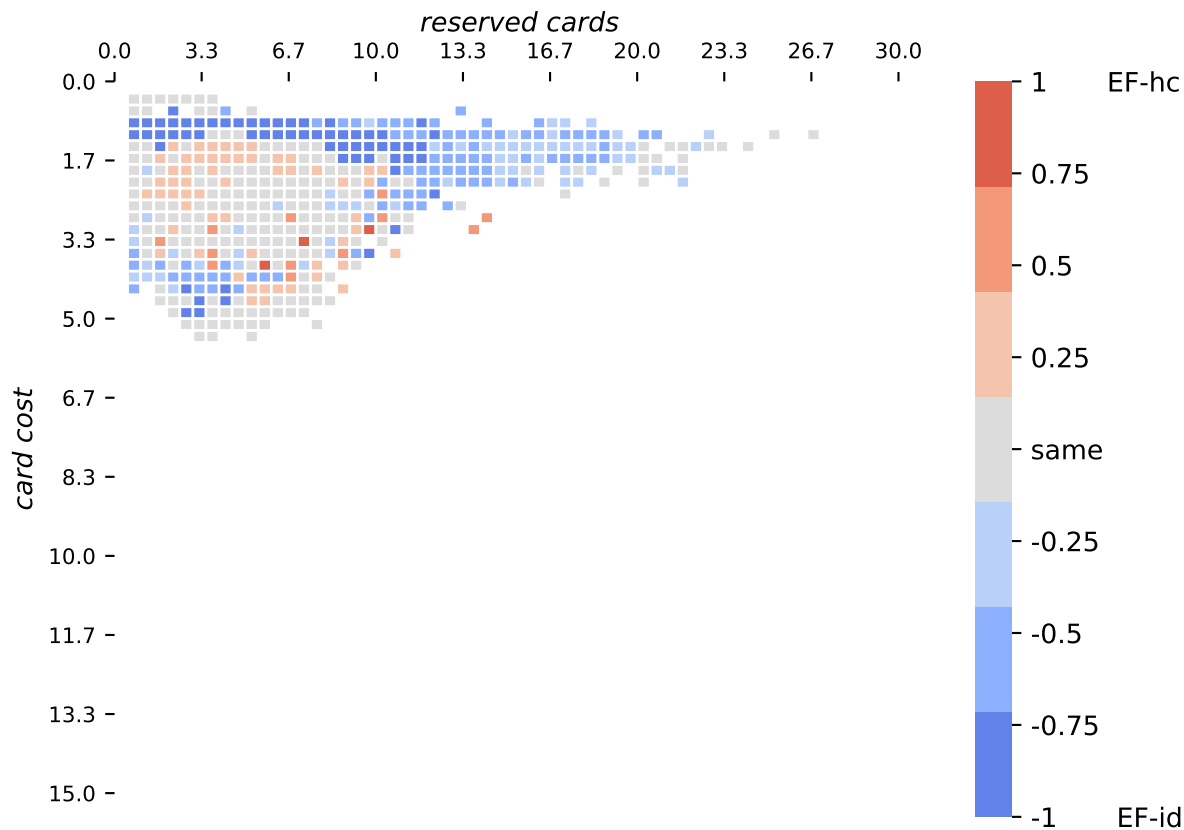 reserved cards
0.0 3.3 6.7 10.0 13.3 16.7 20.0 23.3 26.7 30.0
0.0
1.7
3.3
5.0
6.7
8.3
10.0
11.7
13.3
15.0
card cost
1 EF-hc
0.75
0.5
0.25
same
-0.25
-0.5
-0.75
-1 EF-id